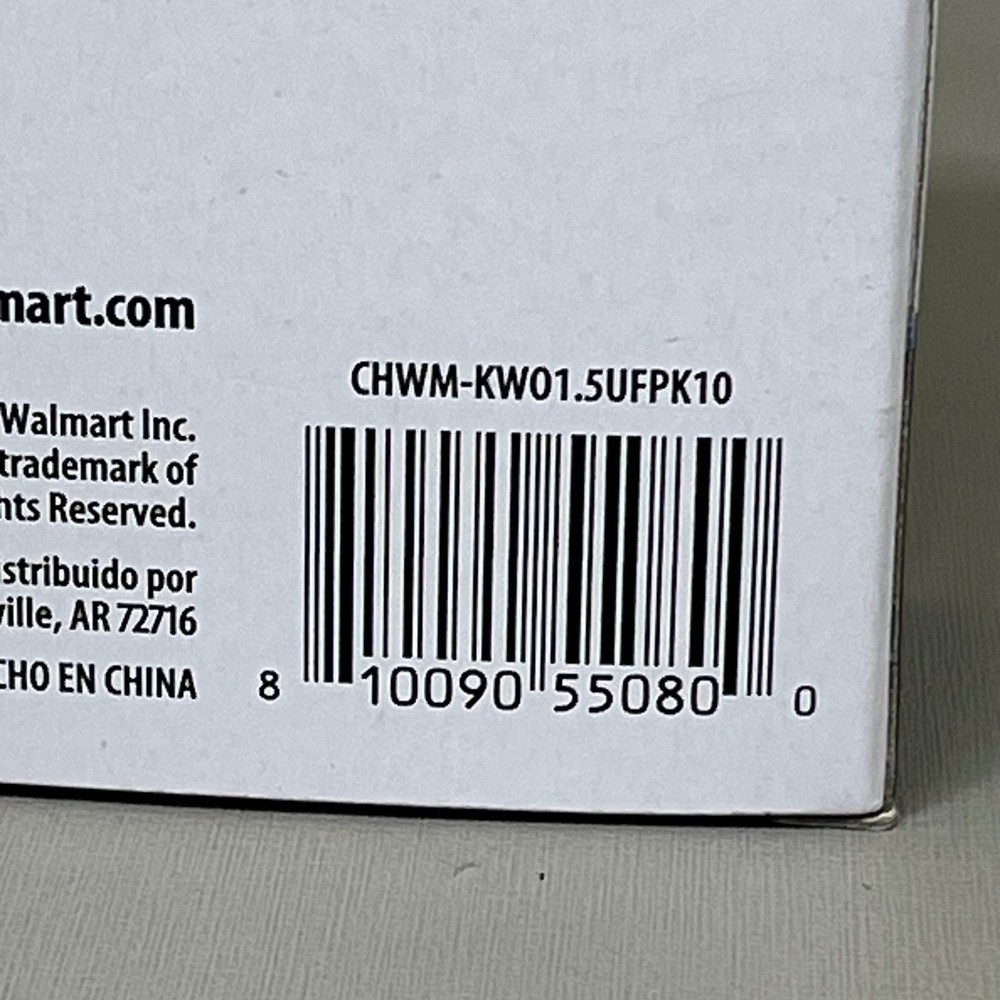 mart.com
Walmart Inc.
trademark of
hts Reserved.
stribuido por
ville, AR 72716
CHO EN CHINA
CHWM-KW01.5UFPK10
8 10090 55080 0